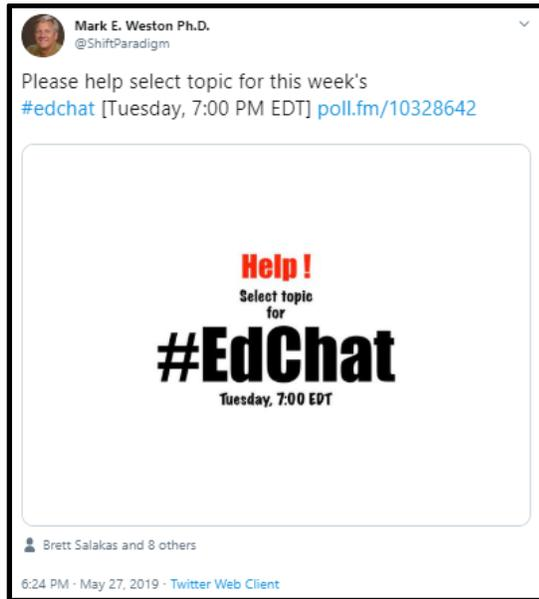 Mark E. Weston Ph.D.
@ShiftParadigm
Please help select topic for this week's
#edchat [Tuesday, 7:00 PM EDT] poll.fm/10328642
Help !
Select topic
for
#EdChat
Tuesday, 7:00 EDT
Brett Salakas and 8 others
6:24 PM · May 27, 2019 · Twitter Web Client